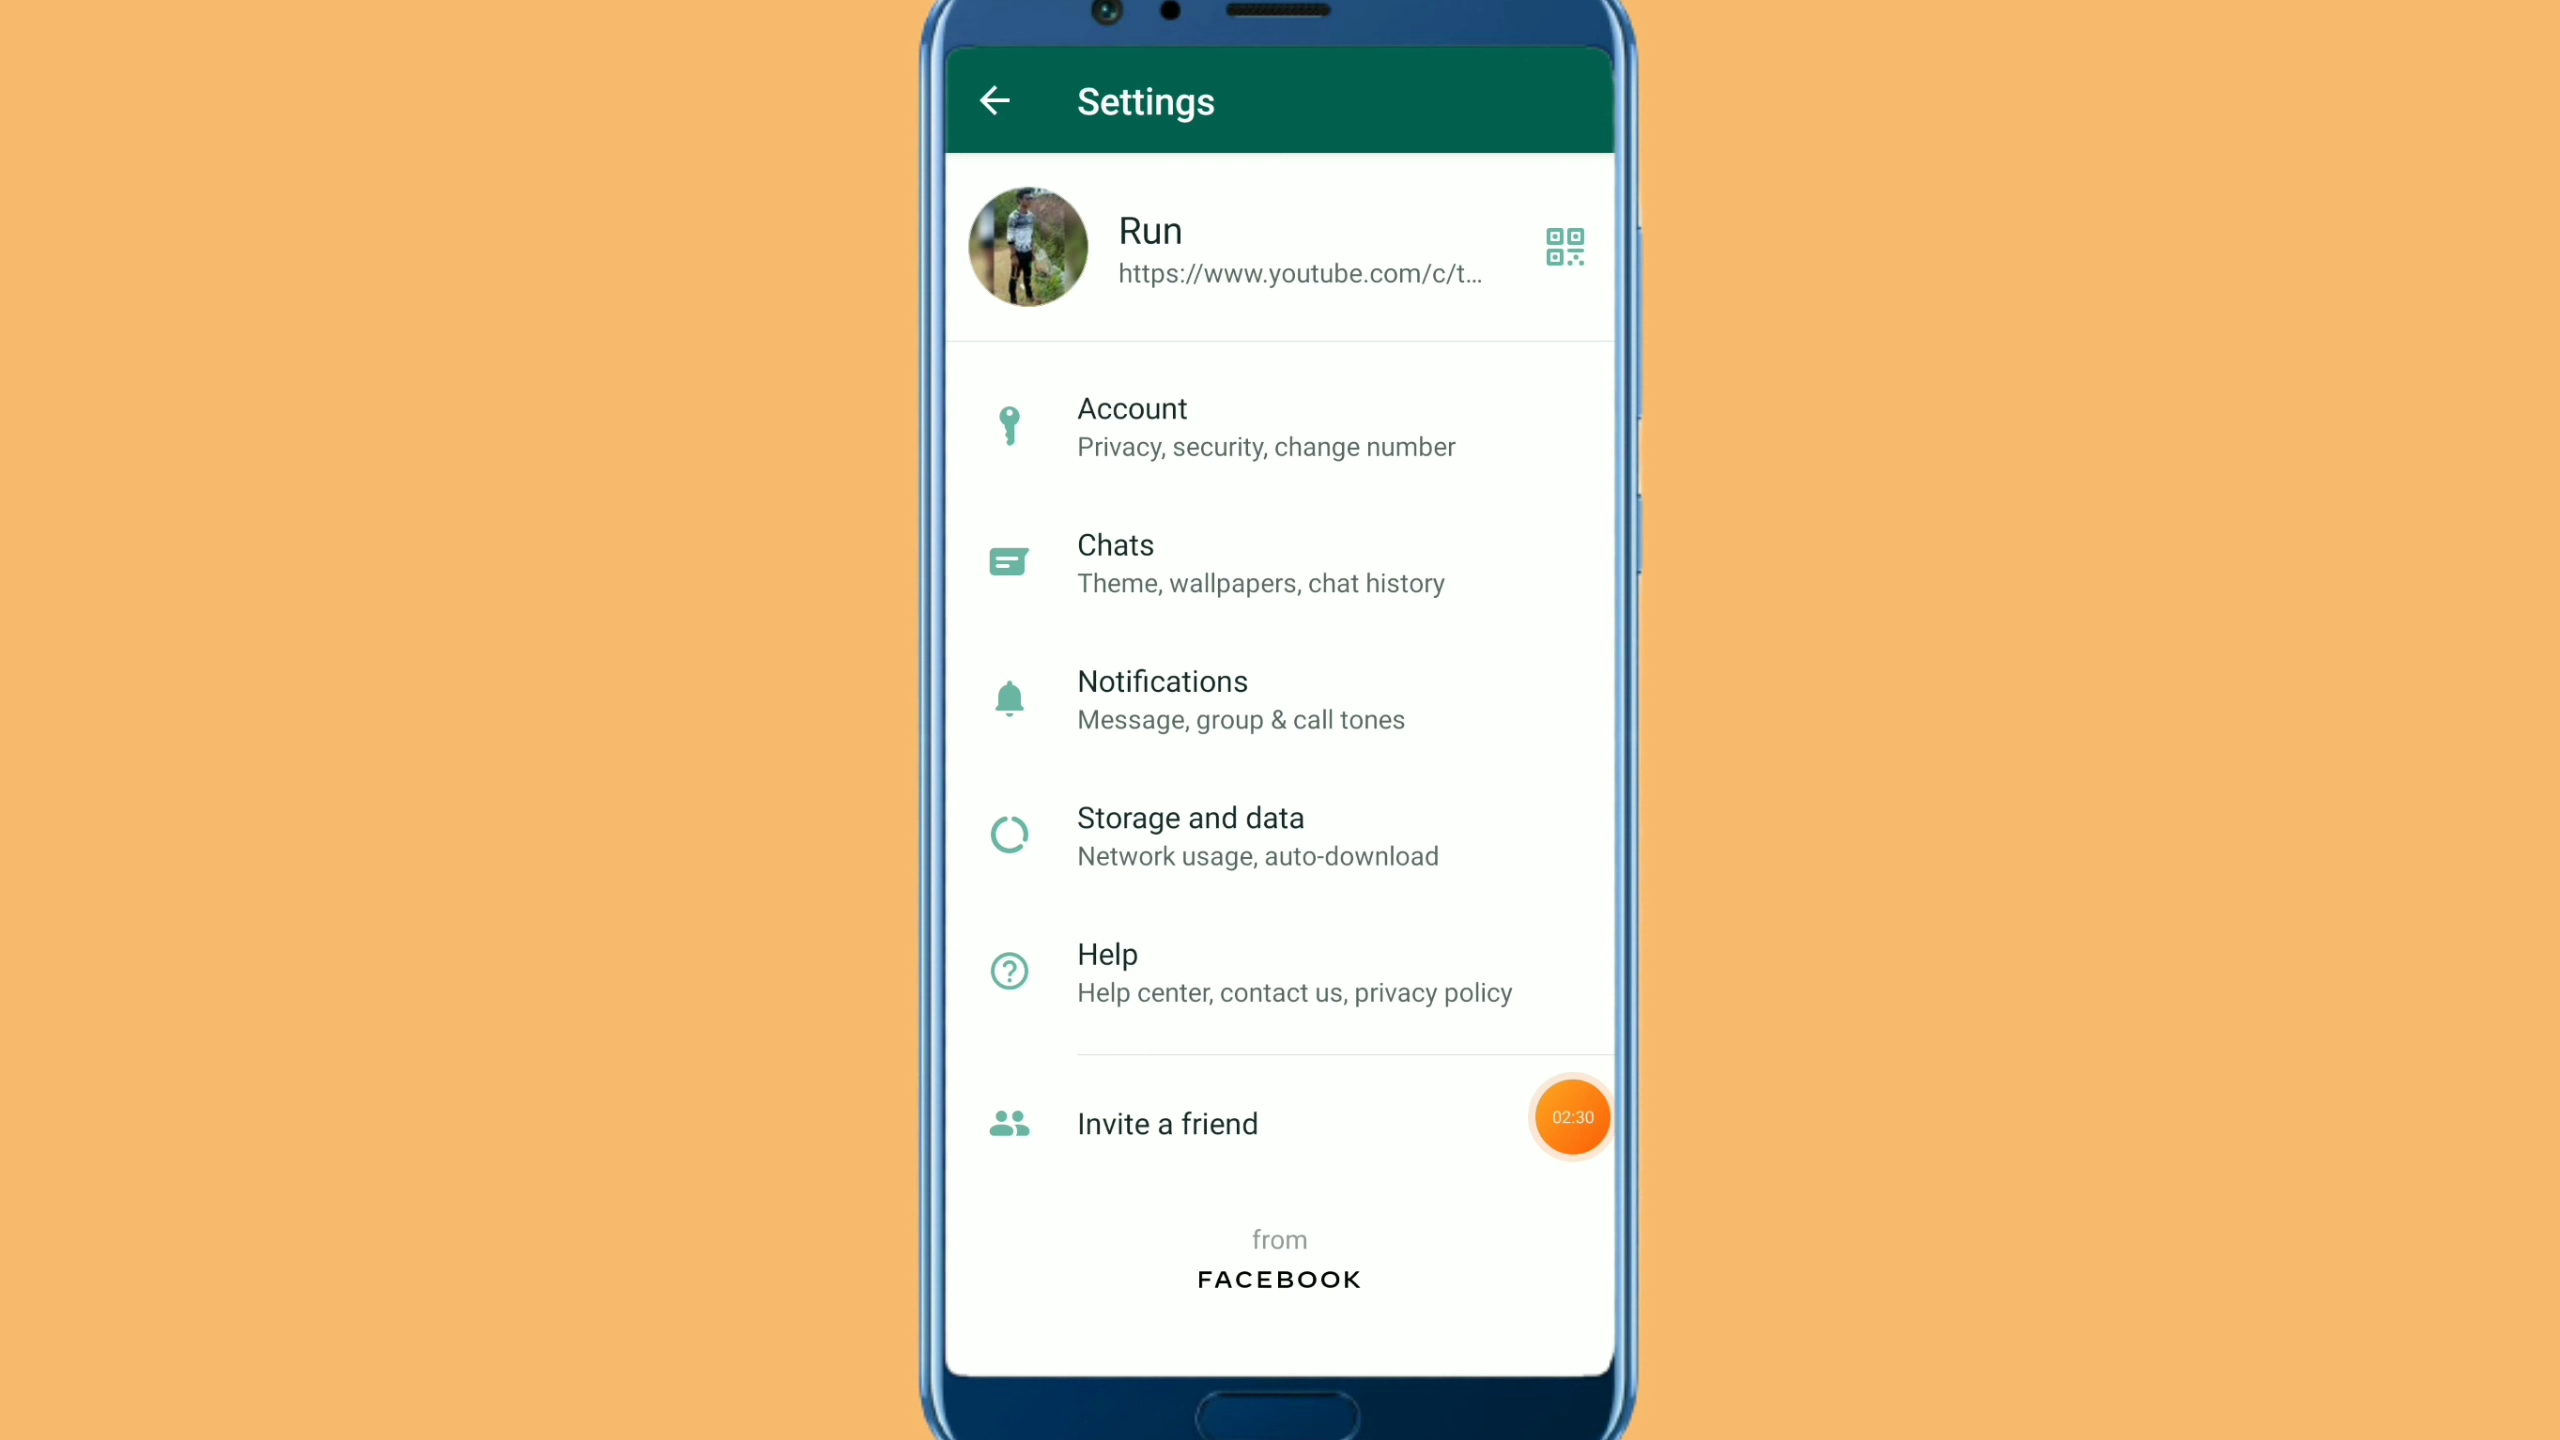 Settings
Run
https://www.youtube.com/c/t...
Account
Privacy, security, change number
Chats
Theme, wallpapers, chat history
Notifications
Message, group & call tones
Storage and data
Network usage, auto-download
Help
Help center, contact us, privacy policy
Invite a friend
02:30
from
FACEBOOK